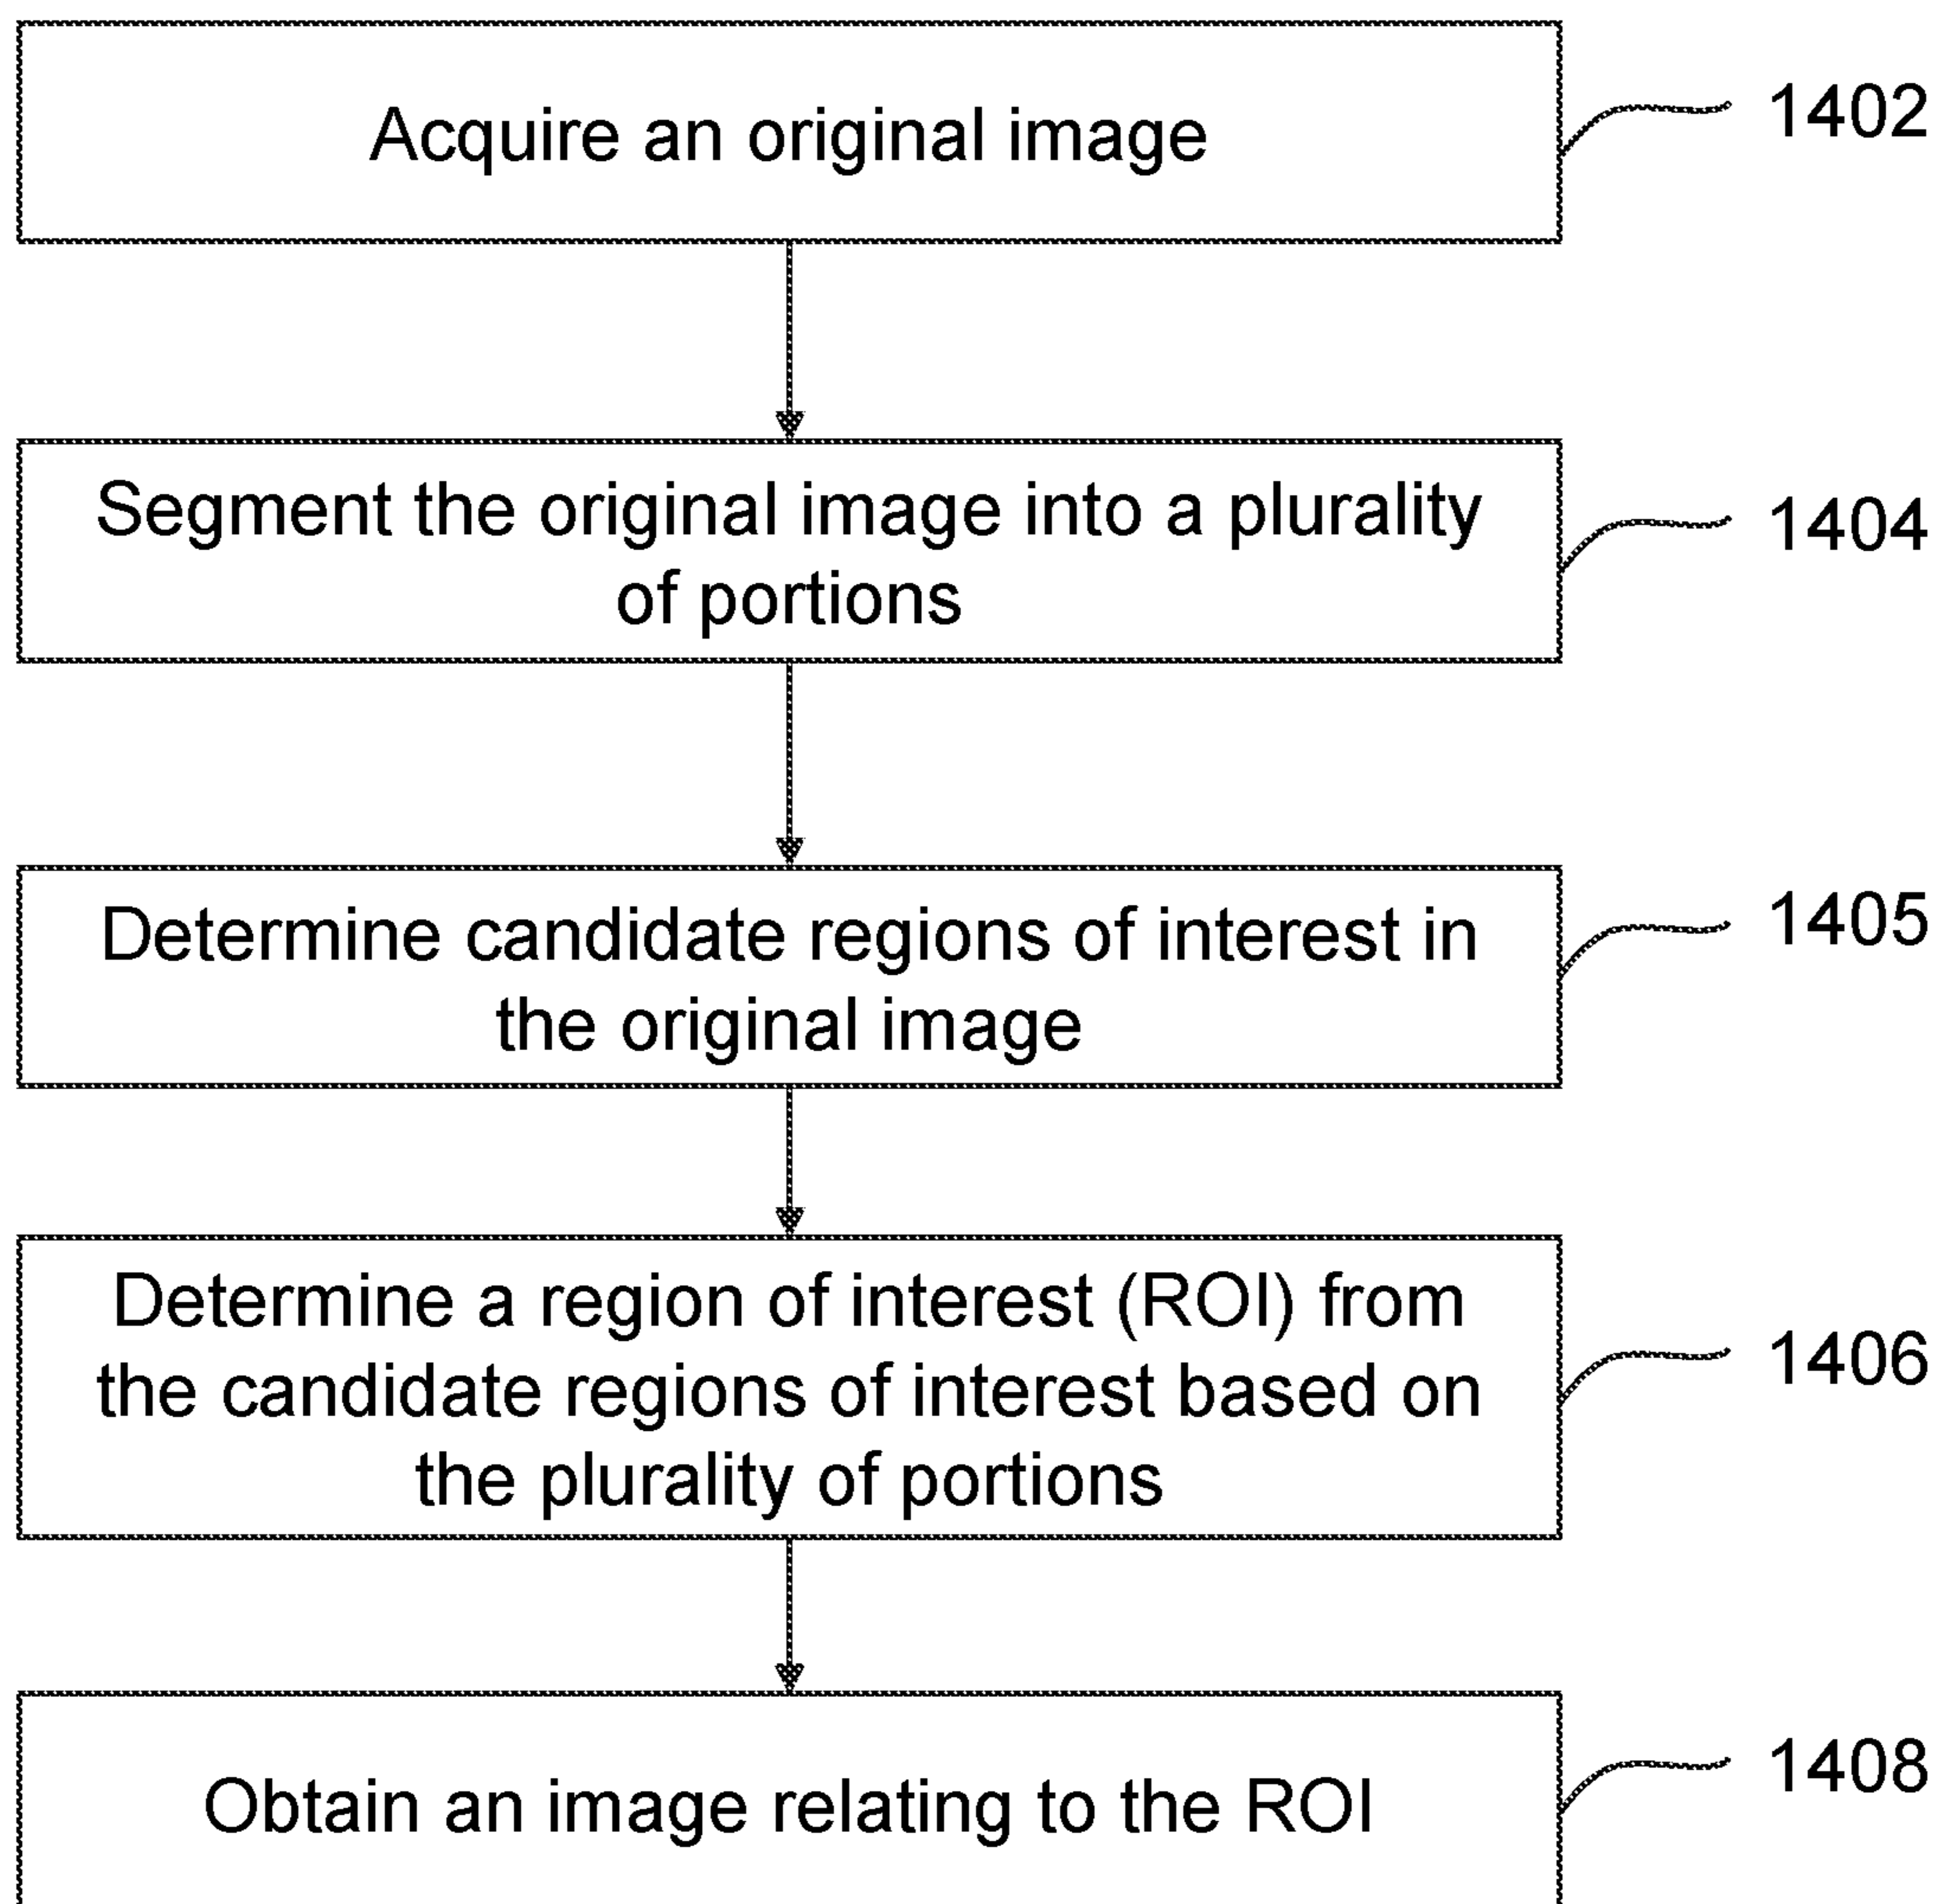 Acquire an original image
1402
Segment the original image into a plurality
of portions
1404
Determine candidate regions of interest in
the original image
1405
Determine a region of interest (ROI) from
the candidate regions of interest based on
the plurality of portions
1406
Obtain an image relating to the ROI
1408